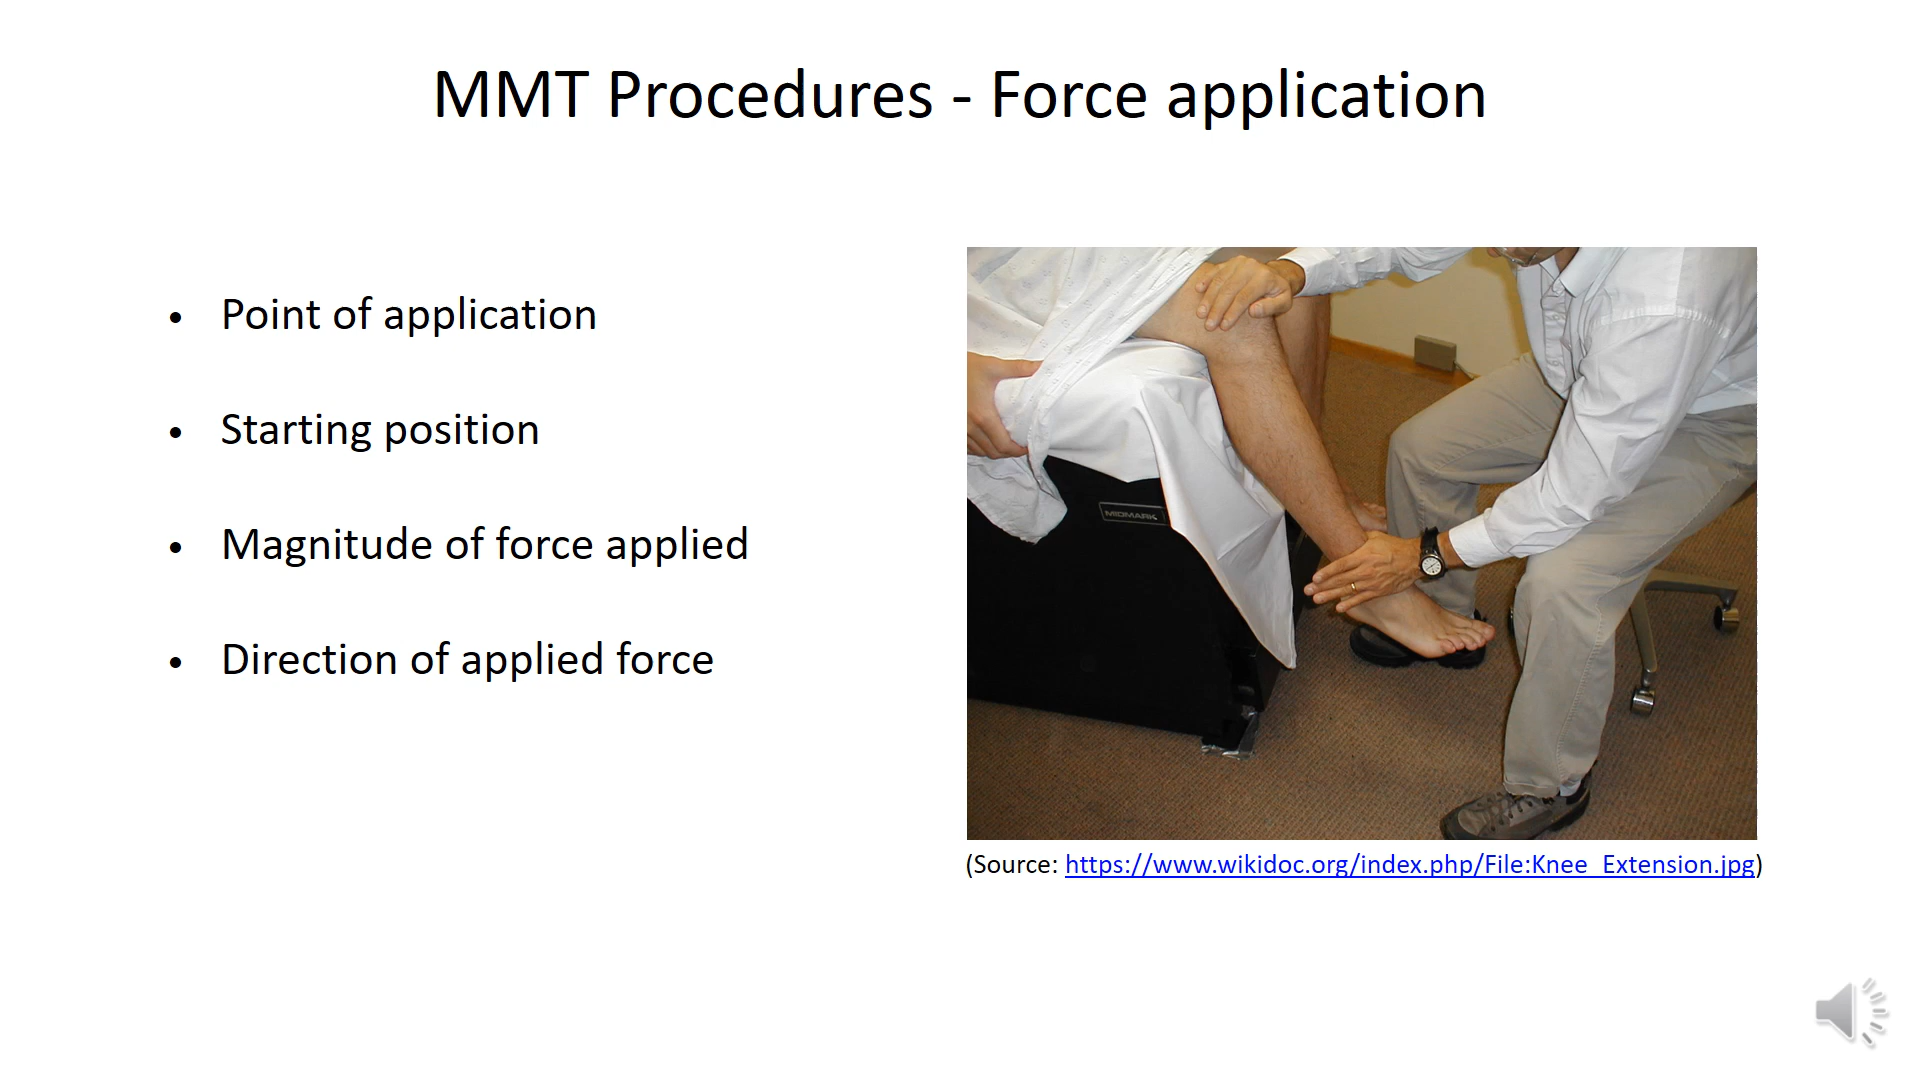 MMT Procedures - Force application
• Point of application
• Starting position
• Magnitude of force applied
• Direction of applied force
MIDMARK
(Source: https://www.wikidoc.org/index.php/File:Knee_Extension.jpg)